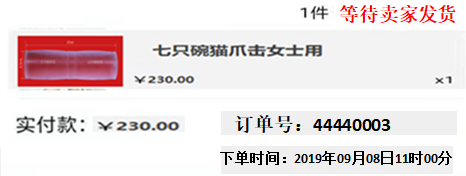 1件 等待卖家发货
七只碗猫爪击女士用
￥230.00 x1
实付款：￥230.00 订单号：44440003
下单时间：2019年09月08日11时00分